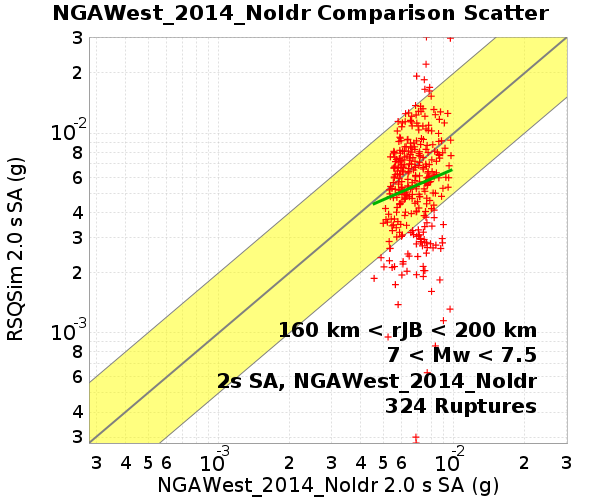 NGAWest_2014_NoIdr Comparison Scatter
RSQSim 2.0 s SA (g)
3
2
10-2
8
6
4
3
2
10-3
8
6
4
3
160 km < rJB < 200 km
7 < Mw < 7.5
2s SA, NGAWest_2014_NoIdr
324 Ruptures
3 4 5 6 10-3 2 3 4 5 6 10-2 2 3
NGAWest_2014_NoIdr 2.0 s SA (g)